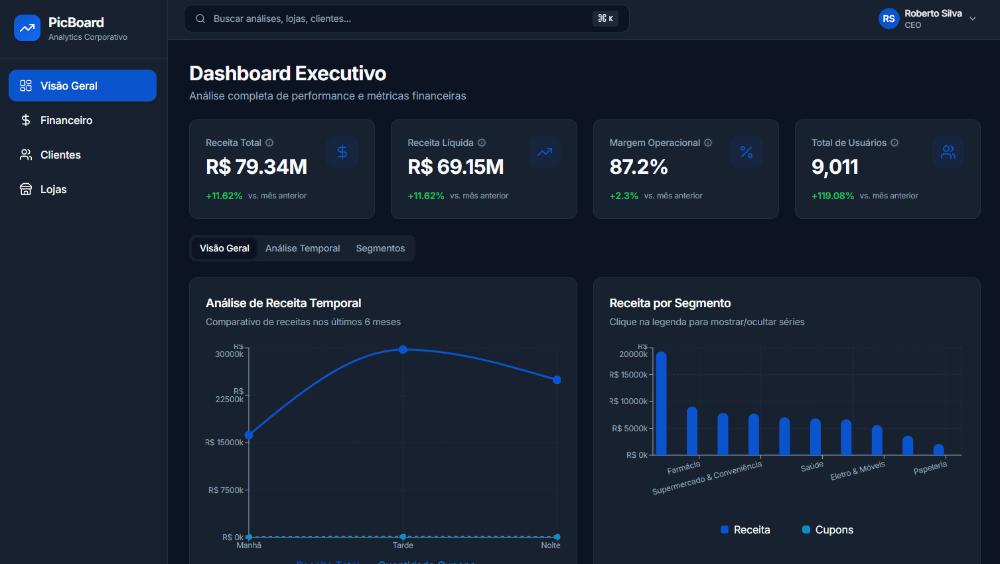 PicBoard
Analytics Corporativo
Buscar análises, lojas, clientes...
⌘ K
RS
Roberto Silva
CEO
Visão Geral
Financeiro
Clientes
Lojas
Dashboard Executivo
Análise completa de performance e métricas financeiras
Receita Total
R$ 79.34M
+11.62% vs. mês anterior
Receita Líquida
R$ 69.15M
+11.62% vs. mês anterior
Margem Operacional
87.2%
+2.3% vs. mês anterior
Total de Usuários
9,011
+119.08% vs. mês anterior
Visão Geral
Análise Temporal
Segmentos
Análise de Receita Temporal
Comparativo de receitas nos últimos 6 meses
R$
30000k
R$
22500k
R$ 15000k
R$ 7500k
R$ 0k
Manhã
Tarde
Noite
Receita Total
Quantidade Cupons
Receita por Segmento
Clique na legenda para mostrar/ocultar séries
R$
20000k
R$ 15000k
R$ 10000k
R$ 5000k
R$ 0k
Farmácia
Supermercado & Conveniência
Saúde
Eletro & Móveis
Papelaria
Receita
Cupons